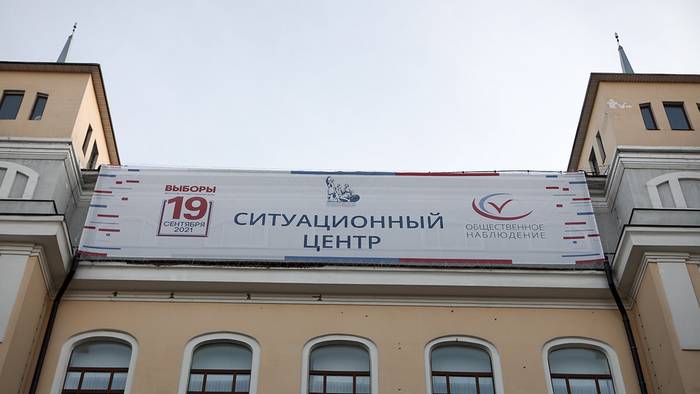 ВЫБОРЫ
19
СЕНТЯБРЯ
2021
СИТУАЦИОННЫЙ
ЦЕНТР
ОБЩЕСТВЕННОЕ
НАБЛЮДЕНИЕ